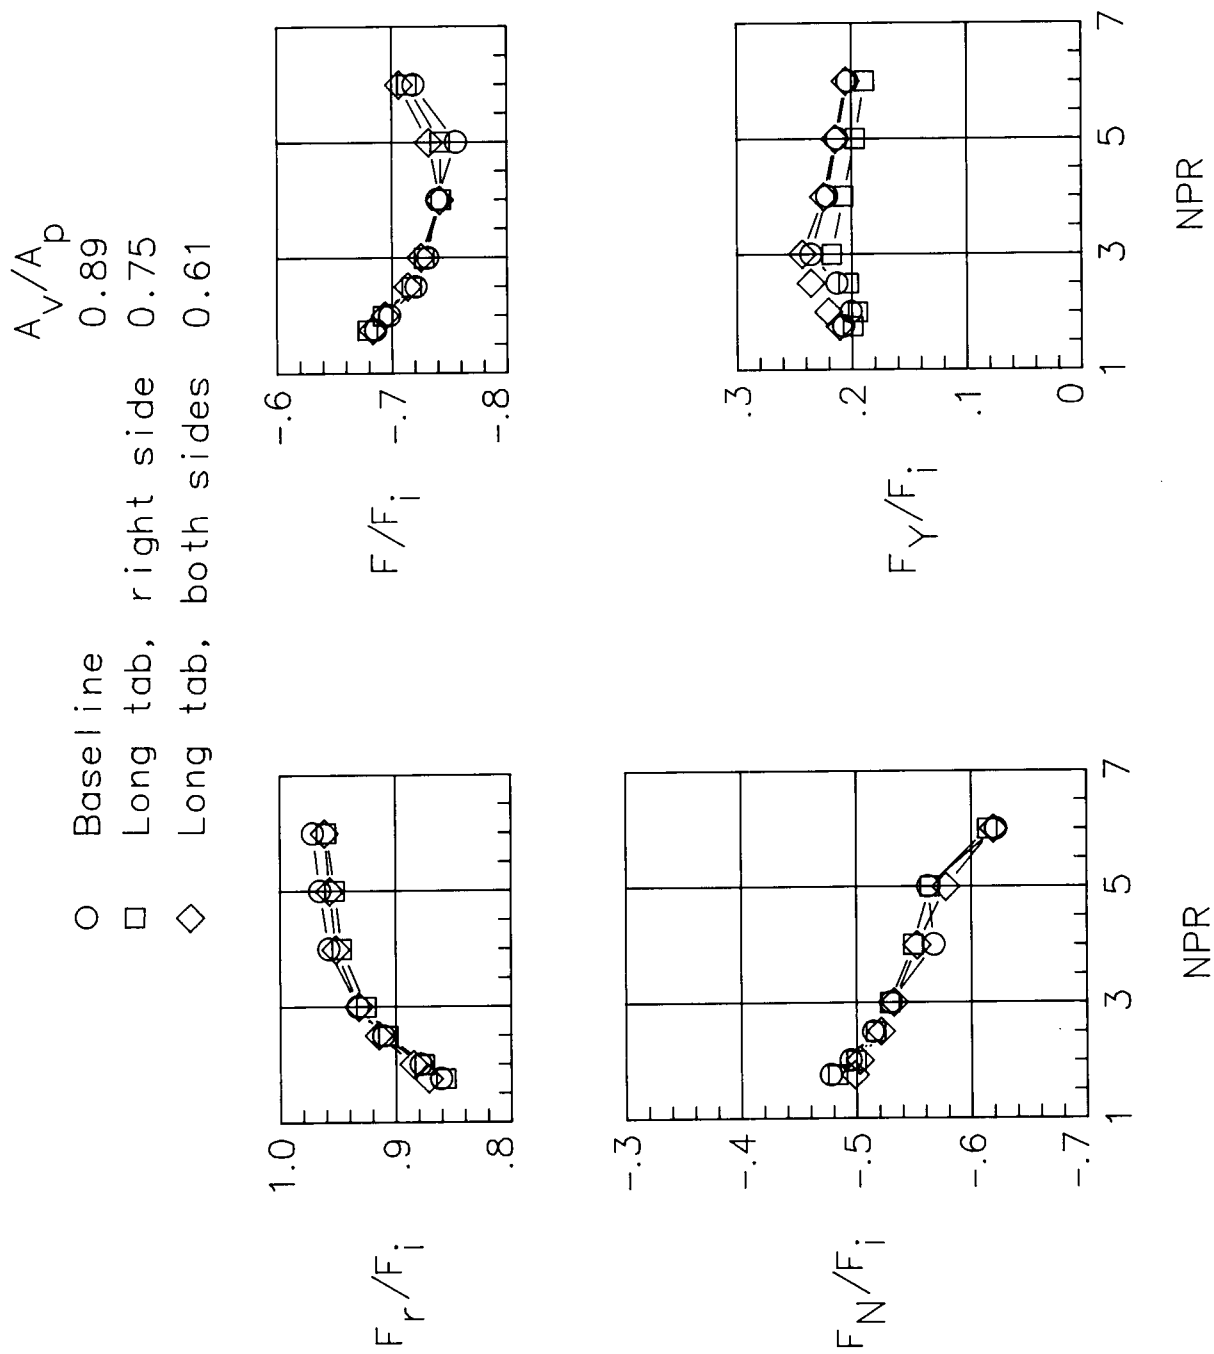 A_v/A_p
Baseline 0.89
Long tab, right side 0.75
Long tab, both sides 0.61
F_r/F_i
1.0
.9
.8
F/F_i
-.6
-.7
-.8
F_N/F_i
-.3
-.4
-.5
-.6
-.7
1 3 5 7
NPR
F_Y/F_i
.3
.2
.1
0
1 3 5 7
NPR